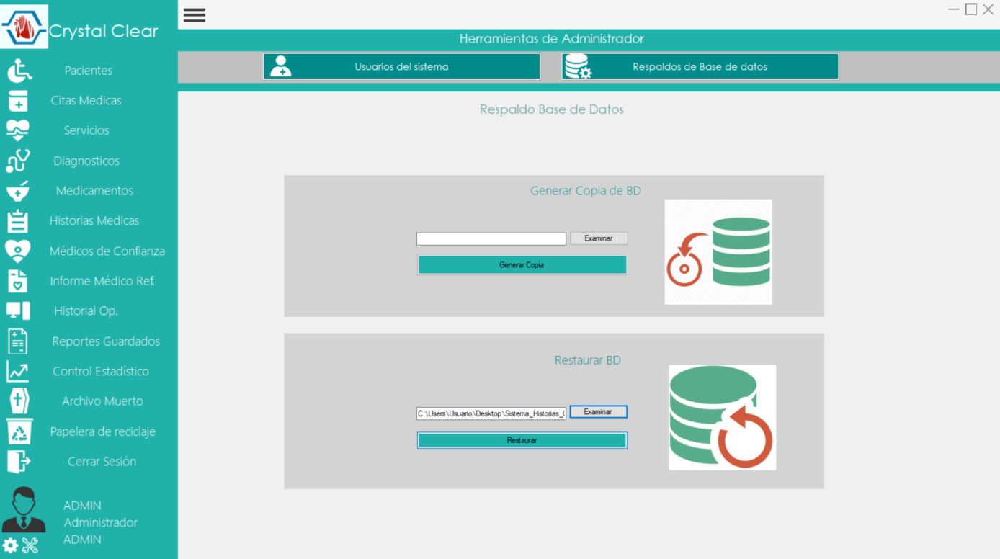 Crystal Clear
Pacientes
Citas Medicas
Servicios
Diagnosticos
Medicamentos
Historias Medicas
Médicos de Confianza
Informe Médico Ref.
Historial Op.
Reportes Guardados
Control Estadístico
Archivo Muerto
Papelera de reciclaje
Cerrar Sesión
ADMIN
Administrador
ADMIN
Herramientas de Administrador
Usuarios del sistema
Respaldos de Base de datos
Respaldo Base de Datos
Generar Copia de BD
Examinar
Generar Copia
Restaurar BD
C:\Users\Usuario\Desktop\Sistema_Historias_(
Examinar
Restaurar